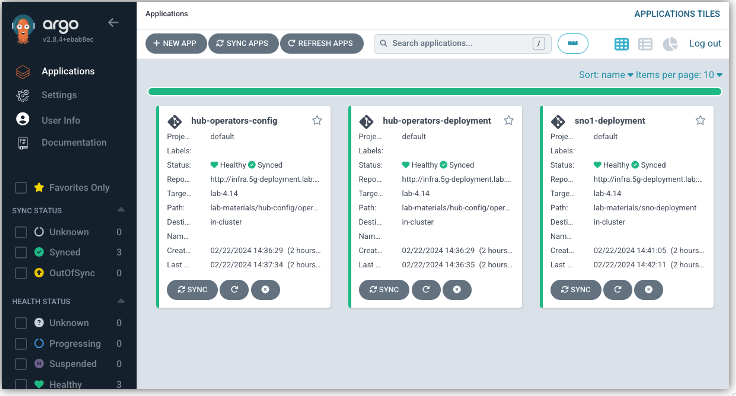 argo
v2.8.4+ebab8ec
Applications
Settings
User Info
Documentation
Favorites Only
SYNC STATUS
Unknown 0
Synced 3
OutOfSync 0
HEALTH STATUS
Unknown 0
Progressing 0
Suspended 0
Healthy 3
Applications
APPLICATIONS TILES
NEW APP
SYNC APPS
REFRESH APPS
Search applications...
/
Log out
Sort: name
Items per page: 10
hub-operators-config
Proje... default
Labels:
Status: Healthy Synced
Repo... http://infra.5g-deployment.lab:...
Targe... lab-4.14
Path: lab-materials/hub-config/oper...
Desti... in-cluster
Nam...
Creat... 02/22/2024 14:36:29 (2 hours...
Last ... 02/22/2024 14:37:34 (2 hours...
SYNC
hub-operators-deployment
Proje... default
Labels:
Status: Healthy Synced
Repo... http://infra.5g-deployment.lab:...
Targe... lab-4.14
Path: lab-materials/hub-config/oper...
Desti... in-cluster
Nam...
Creat... 02/22/2024 14:36:29 (2 hours...
Last ... 02/22/2024 14:36:35 (2 hours...
SYNC
sno1-deployment
Proje... default
Labels:
Status: Healthy Synced
Repo... http://infra.5g-deployment.lab:...
Targe... lab-4.14
Path: lab-materials/sno-deployment
Desti... in-cluster
Nam...
Creat... 02/22/2024 14:41:05 (2 hours...
Last ... 02/22/2024 14:42:11 (2 hours...
SYNC